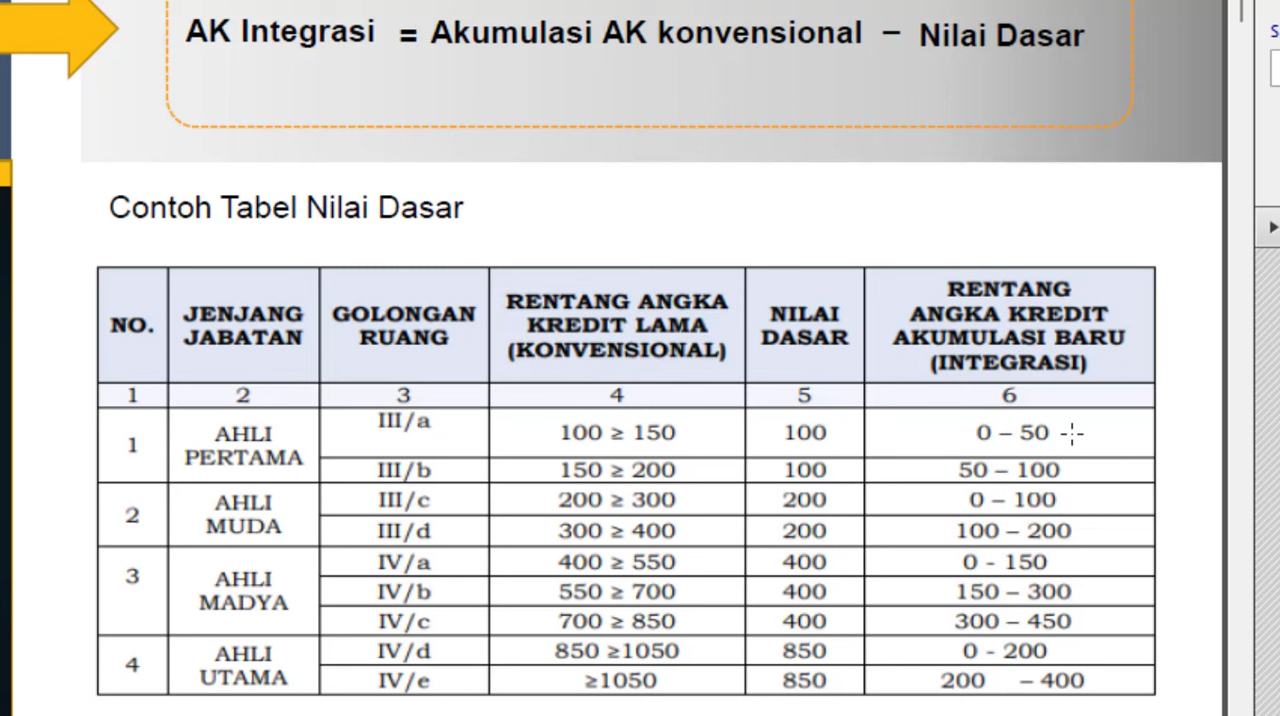 AK Integrasi = Akumulasi AK konvensional – Nilai Dasar
S
Contoh Tabel Nilai Dasar
NO. JENJANG JABATAN GOLONGAN RUANG RENTANG ANGKA KREDIT LAMA (KONVENSIONAL) NILAI DASAR RENTANG ANGKA KREDIT AKUMULASI BARU (INTEGRASI)
1 2 3 4 5 6
1 AHLI PERTAMA III/a 100 ≥ 150 100 0 – 50
III/b 150 ≥ 200 100 50 – 100
2 AHLI MUDA III/c 200 ≥ 300 200 0 – 100
III/d 300 ≥ 400 200 100 – 200
3 AHLI MADYA IV/a 400 ≥ 550 400 0 - 150
IV/b 550 ≥ 700 400 150 – 300
IV/c 700 ≥ 850 400 300 – 450
4 AHLI UTAMA IV/d 850 ≥1050 850 0 - 200
IV/e ≥1050 850 200 – 400